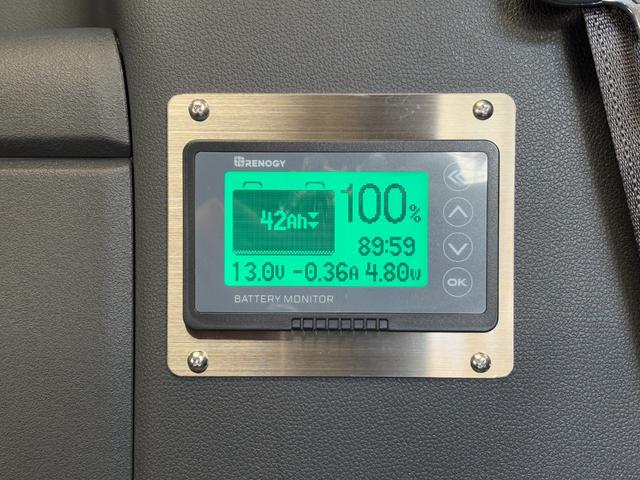 RENOGY
100%
42Ah
89:59
13.0V -0.36A 4.80W
BATTERY MONITOR
OK